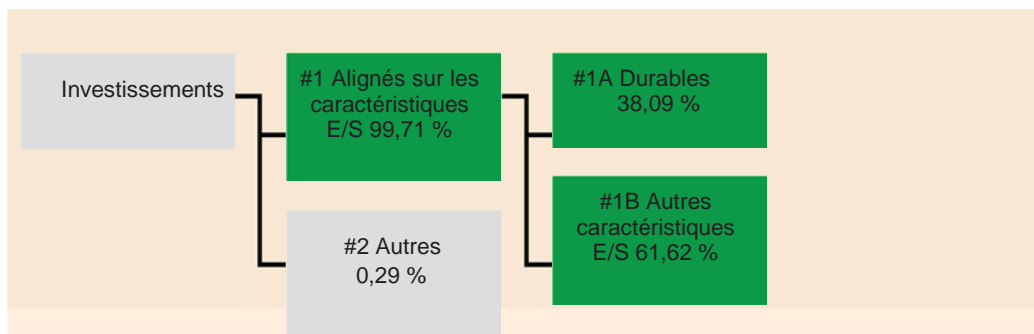 Investissements
#1 Alignés sur les
caractéristiques
E/S 99,71 %
#2 Autres
0,29 %
#1A Durables
38,09 %
#1B Autres
caractéristiques
E/S 61,62 %